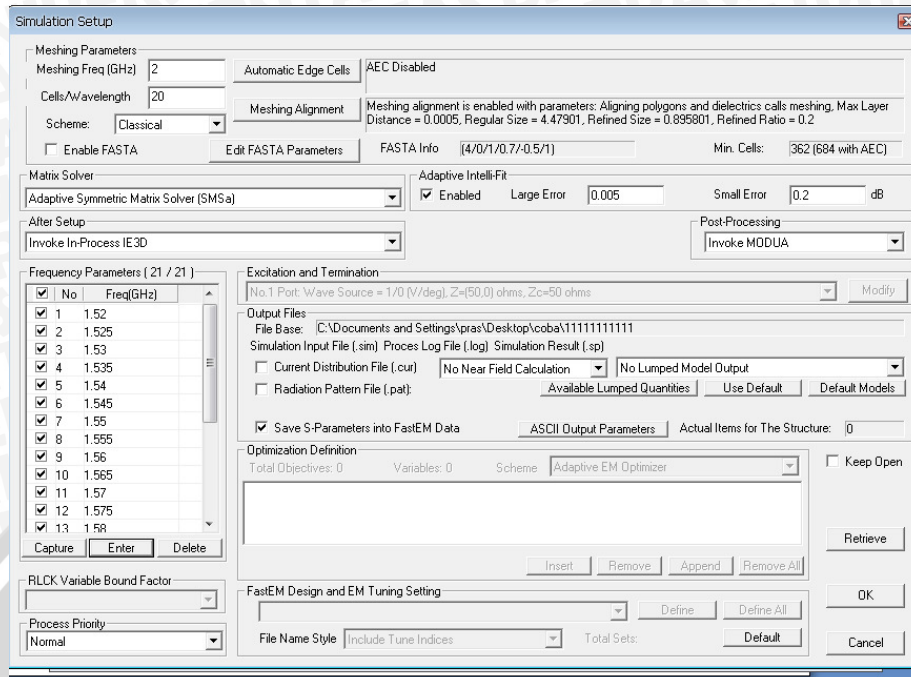 Simulation Setup
Meshing Parameters
Meshing Freq (GHz) 2 Automatic Edge Cells AEC Disabled
Cells/Wavelength 20
Meshing Alignment Meshing alignment is enabled with parameters: Aligning polygons and dielectrics calls meshing, Max Layer
Distance = 0.0005, Regular Size = 4.47901, Refined Size = 0.895801, Refined Ratio = 0.2
Scheme: Classical
Enable FASTA Edit FASTA Parameters FASTA Info (4/0/1/0.7/-0.5/1) Min. Cells: 362 (684 with AEC)
Matrix Solver
Adaptive Symmetric Matrix Solver (SMSa)
Adaptive Intelli-Fit
Enabled Large Error 0.005 Small Error 0.2 dB
After Setup
Invoke In-Process IE3D
Post-Processing
Invoke MODUA
Frequency Parameters ( 21 / 21 )
No Freq(GHz)
1 1.52
2 1.525
3 1.53
4 1.535
5 1.54
6 1.545
7 1.55
8 1.555
9 1.56
10 1.565
11 1.57
12 1.575
13 1.58
Capture Enter Delete
Excitation and Termination
No.1 Port: Wave Source = 1/0 (V/deg), Z=(50,0) ohms, Zc=50 ohms Modify
Output Files
File Base: C:\Documents and Settings\pras\Desktop\coba\11111111111
Simulation Input File (.sim) Proces Log File (.log) Simulation Result (.sp)
Current Distribution File (.cur) No Near Field Calculation No Lumped Model Output
Radiation Pattern File (.pat): Available Lumped Quantities Use Default Default Models
Save S-Parameters into FastEM Data ASCII Output Parameters Actual Items for The Structure: 0
Optimization Definition
Total Objectives: 0 Variables: 0 Scheme Adaptive EM Optimizer
Insert Remove Append Remove All
Keep Open
Retrieve
OK
Cancel
RLCK Variable Bound Factor
Process Priority
Normal
FastEM Design and EM Tuning Setting
Define Define All
File Name Style Include Tune Indices Total Sets: Default